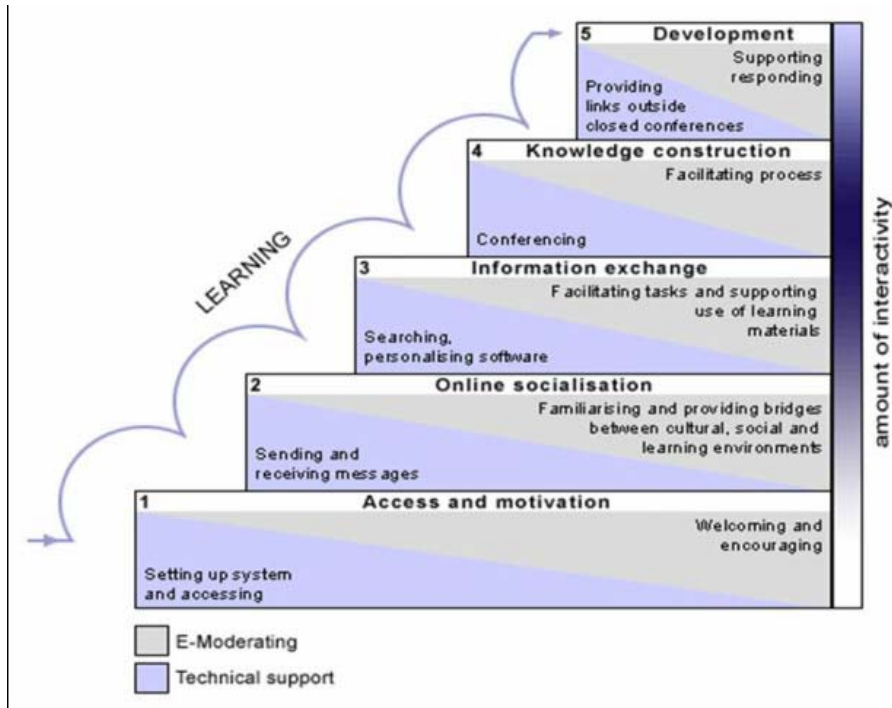 5 Development
Supporting
responding
Providing
links outside
closed conferences
4 Knowledge construction
Facilitating process
Conferencing
3 Information exchange
Facilitating tasks and supporting
use of learning
materials
Searching,
personalising software
2 Online socialisation
Familiarising and providing bridges
between cultural, social and
learning environments
Sending and
receiving messages
1 Access and motivation
Welcoming and
encouraging
Setting up system
and accessing
LEARNING
amount of interactivity
E-Moderating
Technical support